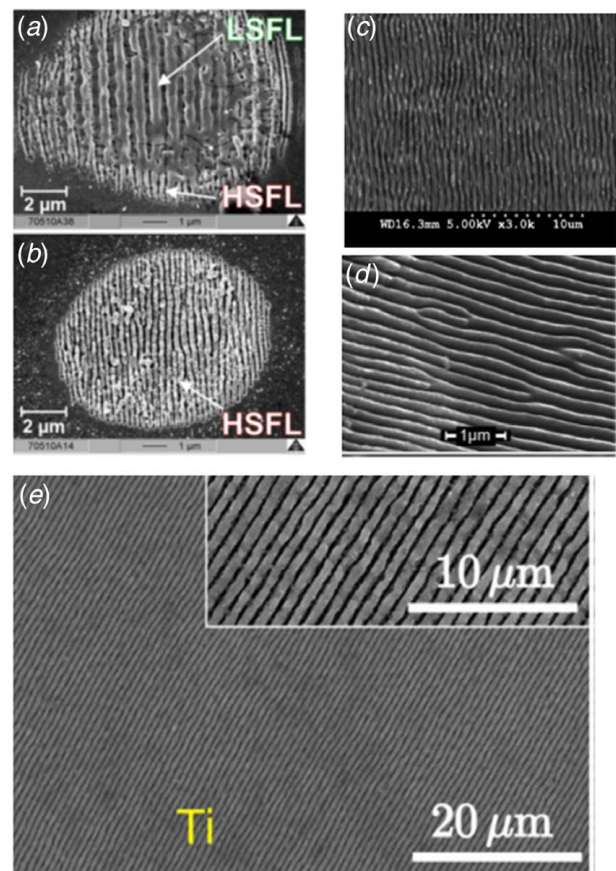 (a)
LSFL
HSFL
2 μm
70510A38
1 μm
(b)
HSFL
2 μm
70510A14
1 μm
(c)
WD16.3mm 5.00kV x3.0k 10um
(d)
1μm
(e)
10 μm
Ti
20 μm